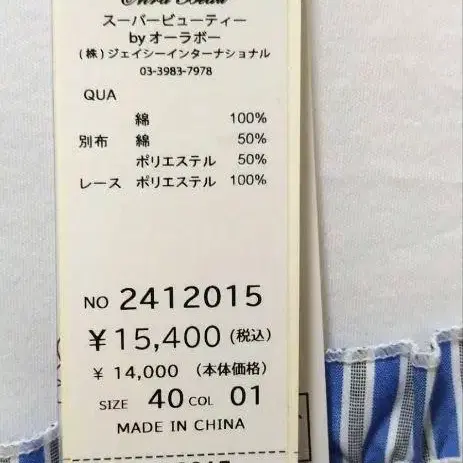 スーパービューティー
by オーラボー
(株)ジェイシーインターナショナル
03-3983-7978
QUA
綿 100%
別布 綿 50%
ポリエステル 50%
レース ポリエステル 100%
NO 2412015
¥15,400 (税込)
¥ 14,000 (本体価格)
SIZE 40 COL 01
MADE IN CHINA